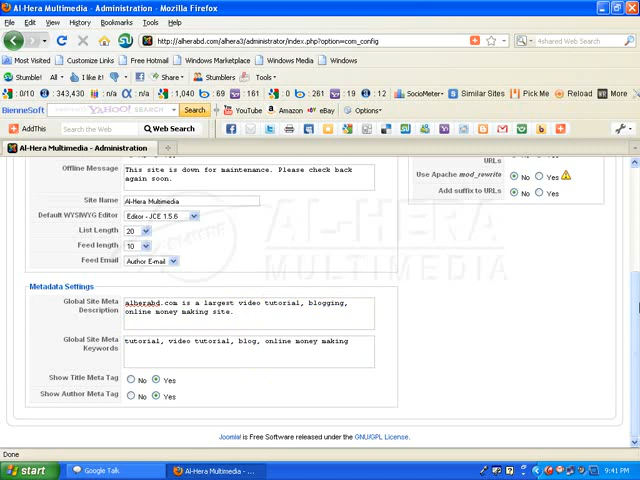 Al-Hera Multimedia - Administration - Mozilla Firefox
File Edit View History Bookmarks Tools Help
http://alherabd.com/alhera3/administrator/index.php?option=com_config
4shared Web Search
Most Visited Customize Links Free Hotmail Windows Marketplace Windows Media Windows
Stumble! All I like it! Share Stumblers Tools
0/10 343,430 n/a n/a 7 0 261 19 12 SocioMeter Similar Sites Pick Me Reload More
BienneSoft YAHOO! SEARCH Search YouTube Amazon eBay Options
AddThis Search the Web Web Search
Al-Hera Multimedia - Administration
URLs
Offline Message This site is down for maintenance. Please check back
again soon.
Use Apache mod_rewrite No Yes
Add suffix to URLs No Yes
Site Name Al-Hera Multimedia
Default WYSIWYG Editor Editor - JCE 1.5.6
List Length 20
Feed length 10
Feed Email Author E-mail
AL-HERA
MULTIMEDIA
Metadata Settings
Global Site Meta Description alherabd.com is a largest video tutorial, blogging,
online money making site.
Global Site Meta Keywords tutorial, video tutorial, blog, online money making
Show Title Meta Tag No Yes
Show Author Meta Tag No Yes
Joomla! is Free Software released under the GNU/GPL License.
Done
start Google Talk Al-Hera Multimedia - ... 9:41 PM